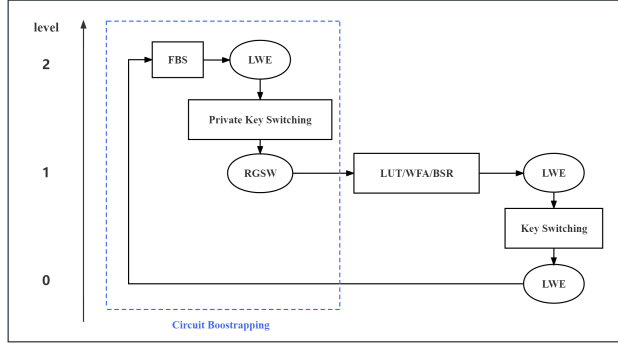 level
2
FBS
LWE
Private Key Switching
1
RGSW
LUT/WFA/BSR
LWE
Key Switching
0
LWE
Circuit Boostrapping